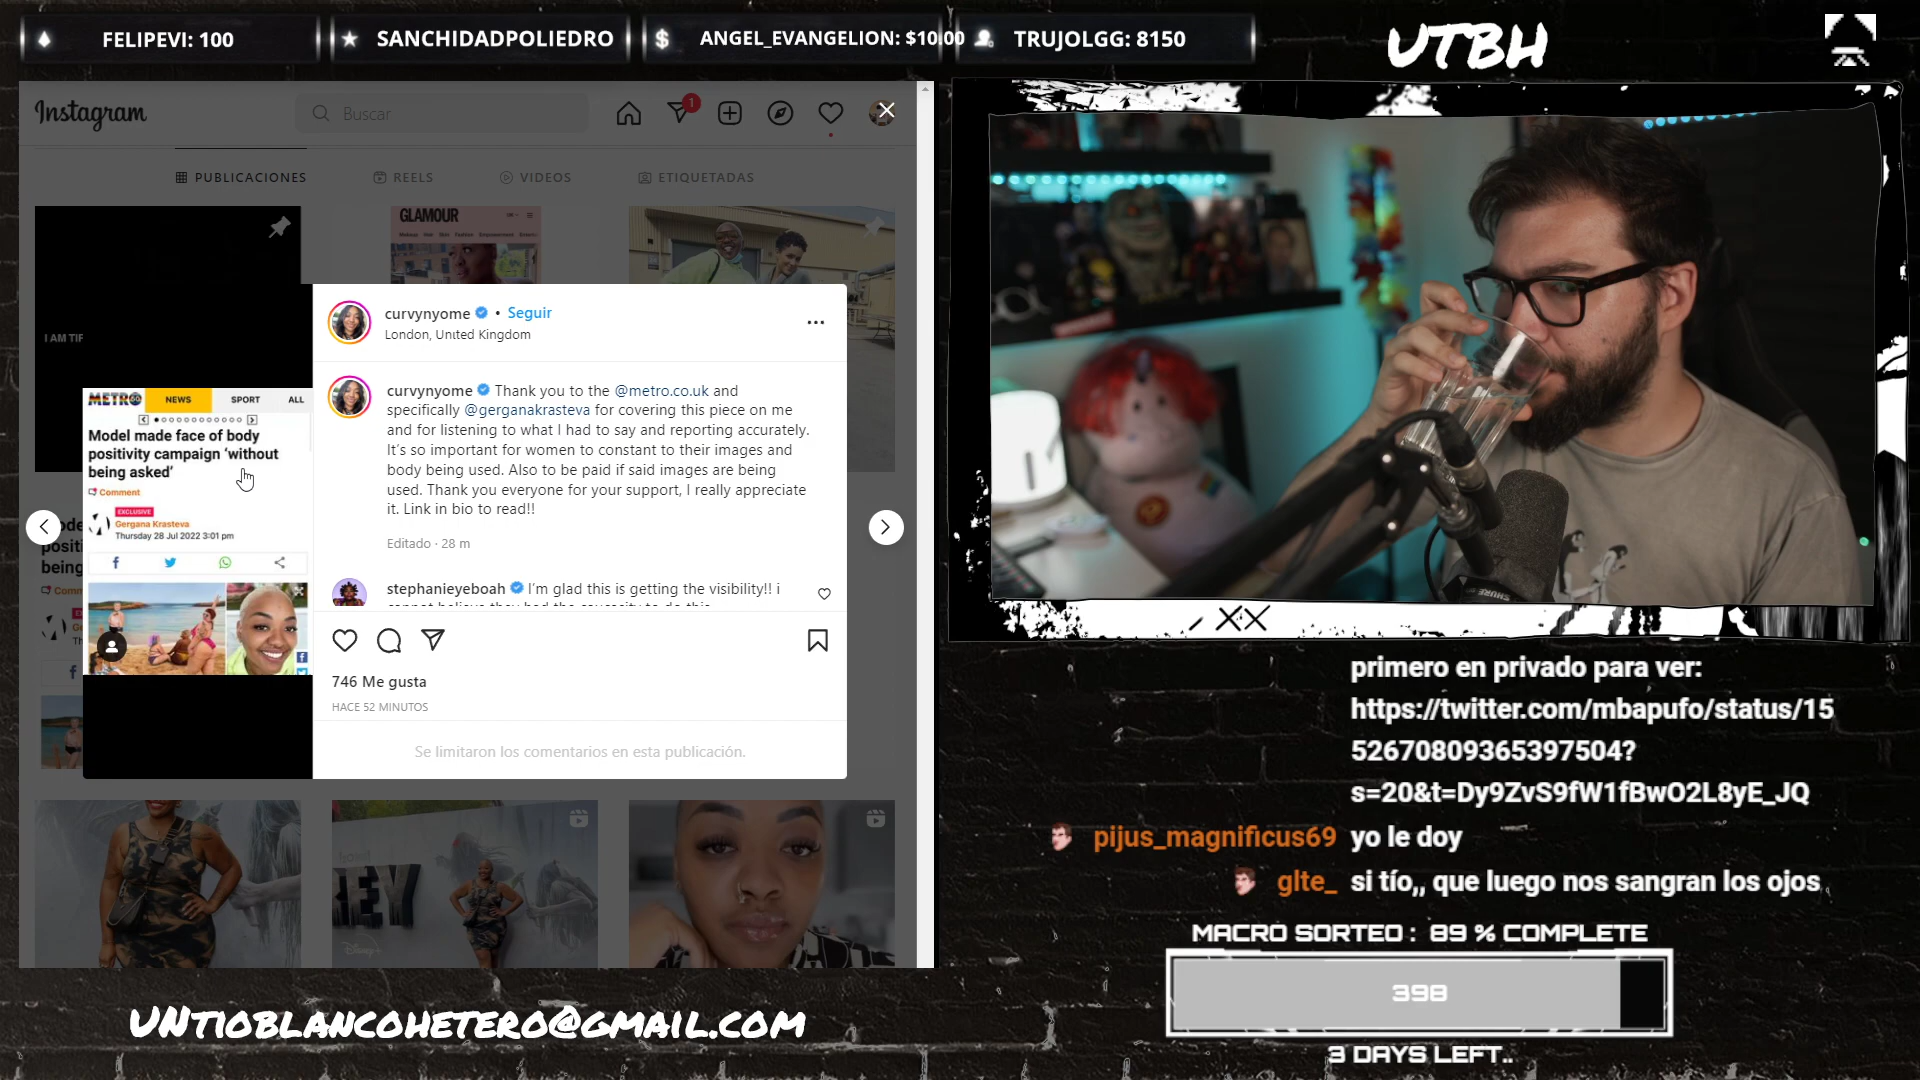 FELIPEVI: 100
SANCHIDADPOLIEDRO
ANGEL_EVANGELION: $10.00
TRUJOLGG: 8150
UTBH
Instagram
Buscar
1
PUBLICACIONES
REELS
VIDEOS
ETIQUETADAS
GLAMOUR
I AM TIF
curvynyome • Seguir
London, United Kingdom
curvynyome Thank you to the @metro.co.uk and
specifically @gerganakrasteva for covering this piece on me
and for listening to what I had to say and reporting accurately.
It's so important for women to constant to their images and
body being used. Also to be paid if said images are being
used. Thank you everyone for your support, I really appreciate
it. Link in bio to read!!
Editado · 28 m
stephanieyeboah I'm glad this is getting the visibility!! i
746 Me gusta
HACE 52 MINUTOS
Se limitaron los comentarios en esta publicación.
METRO
NEWS
SPORT
ALL
Model made face of body
positivity campaign 'without
being asked'
Comment
EXCLUSIVE
Gergana Krasteva
Thursday 28 Jul 2022 3:01 pm
EY
Disney+
SHURE
XX
primero en privado para ver:
https://twitter.com/mbapufo/status/15
52670809365397504?
s=20&t=Dy9ZvS9fW1fBwO2L8yE_JQ
pijus_magnificus69 yo le doy
glte_ si tío,, que luego nos sangran los ojos
MACRO SORTEO : 89 % COMPLETE
398
3 DAYS LEFT..
UNTIOBLANCOHETERO@GMAIL.COM